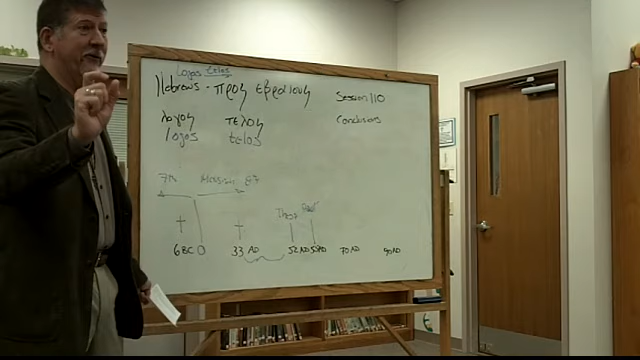 Logos telos
Hebrews - προς εβραιους
Session 110
λογος τελος
Conclusions
logos telos
Messiah
6 BC 0 33 AD 52 AD 70 AD 90 AD